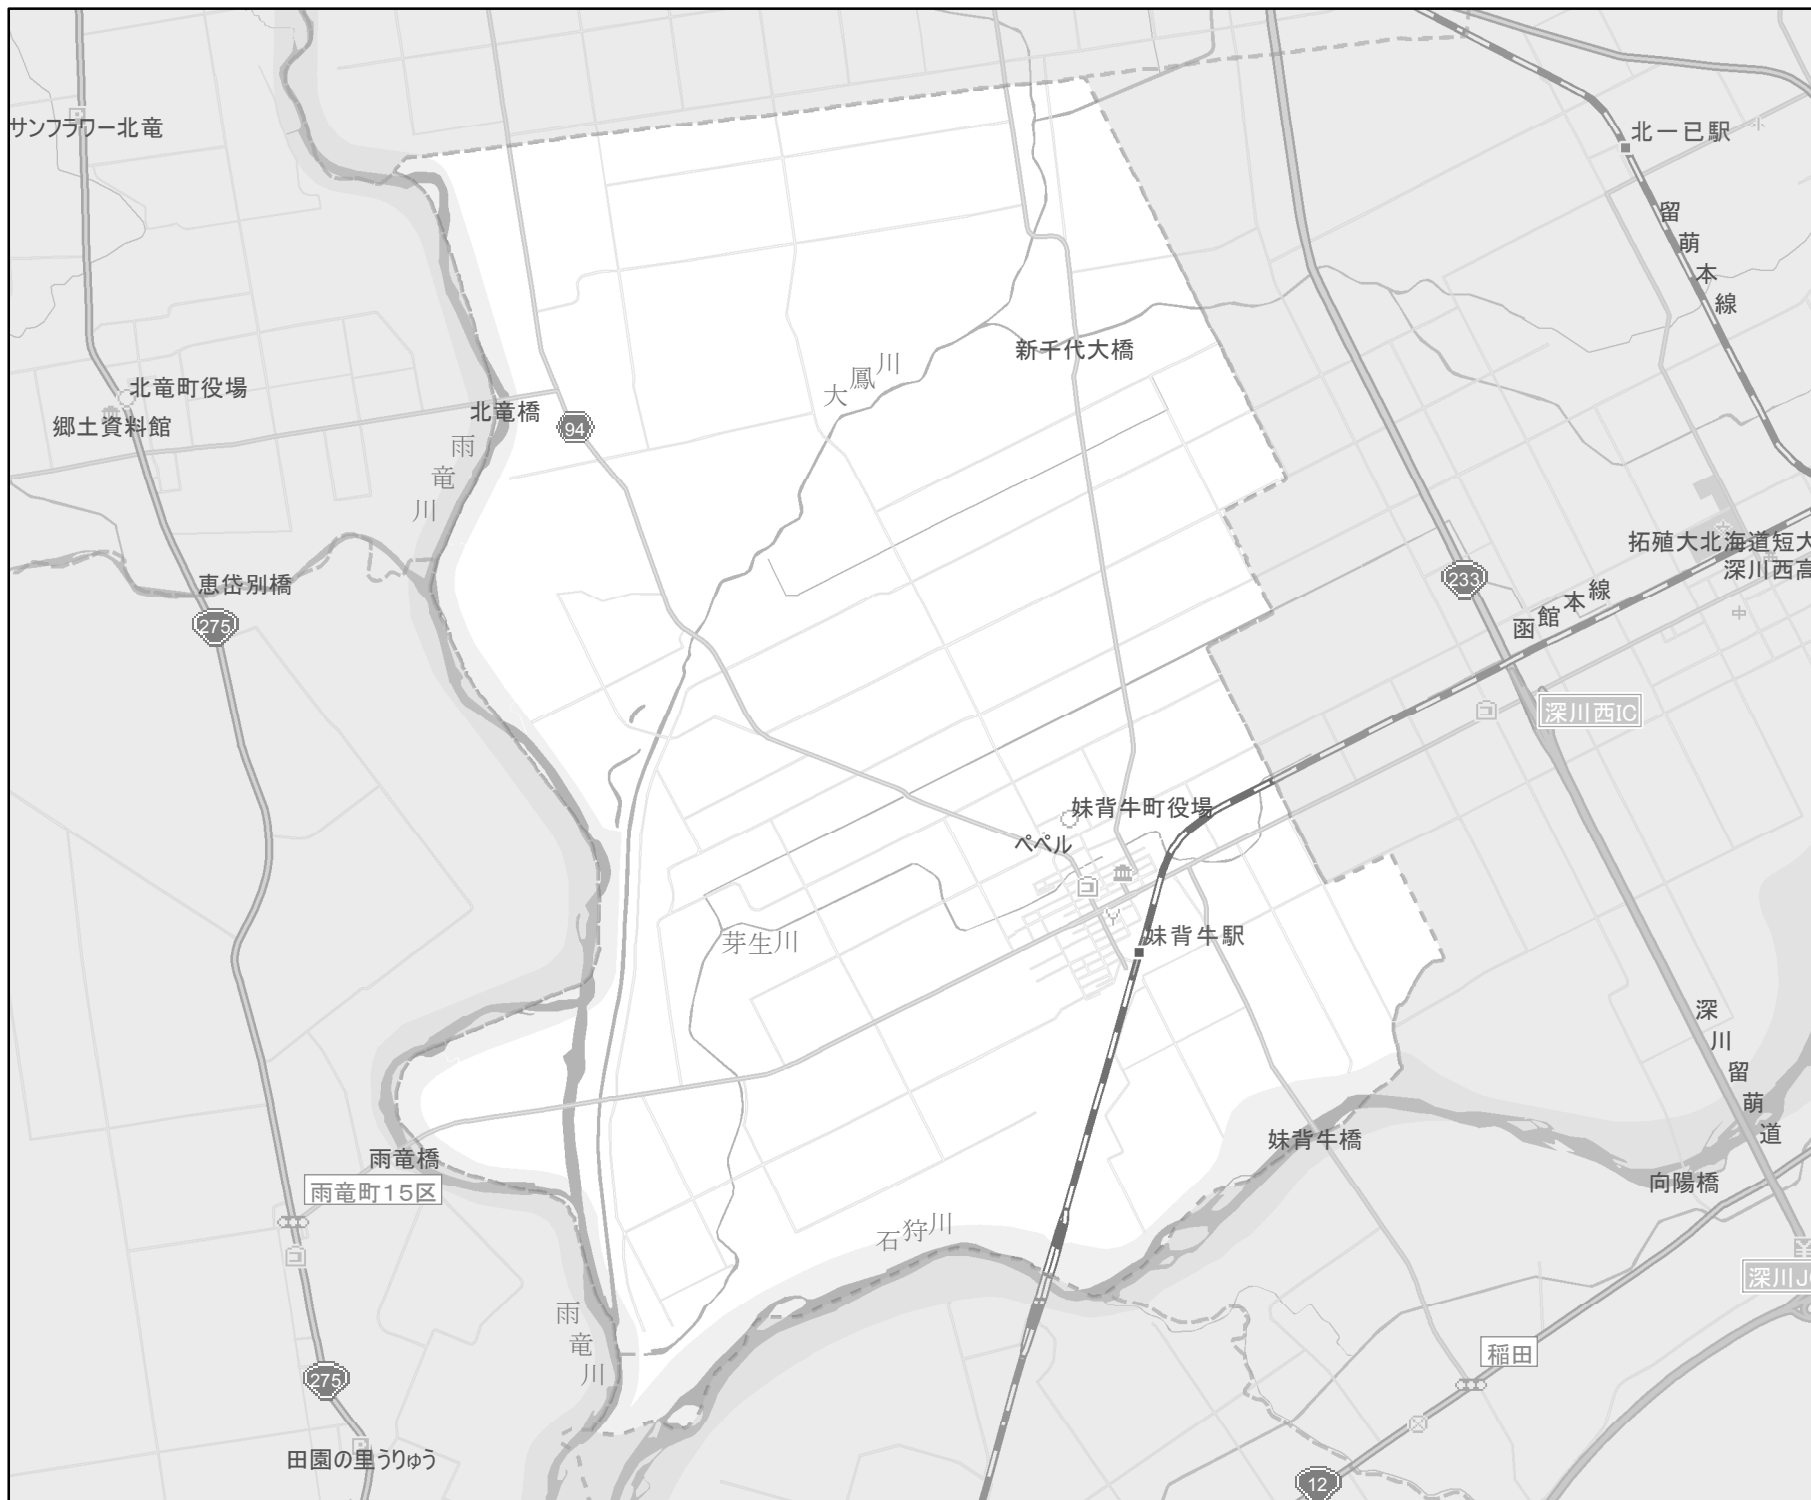 サンフラワー北竜
北一已駅
留萌本線
新千代大橋
大鳳川
北竜町役場
郷土資料館
北竜橋
94
雨竜川
拓殖大北海道短大
深川西高
恵岱別橋
275
233
函館本線
深川西IC
妹背牛町役場
ペペル
芽生川
妹背牛駅
深川留萌道
雨竜橋
妹背牛橋
雨竜町15区
向陽橋
石狩川
深川J
雨竜川
稲田
275
田園の里うりゅう
12